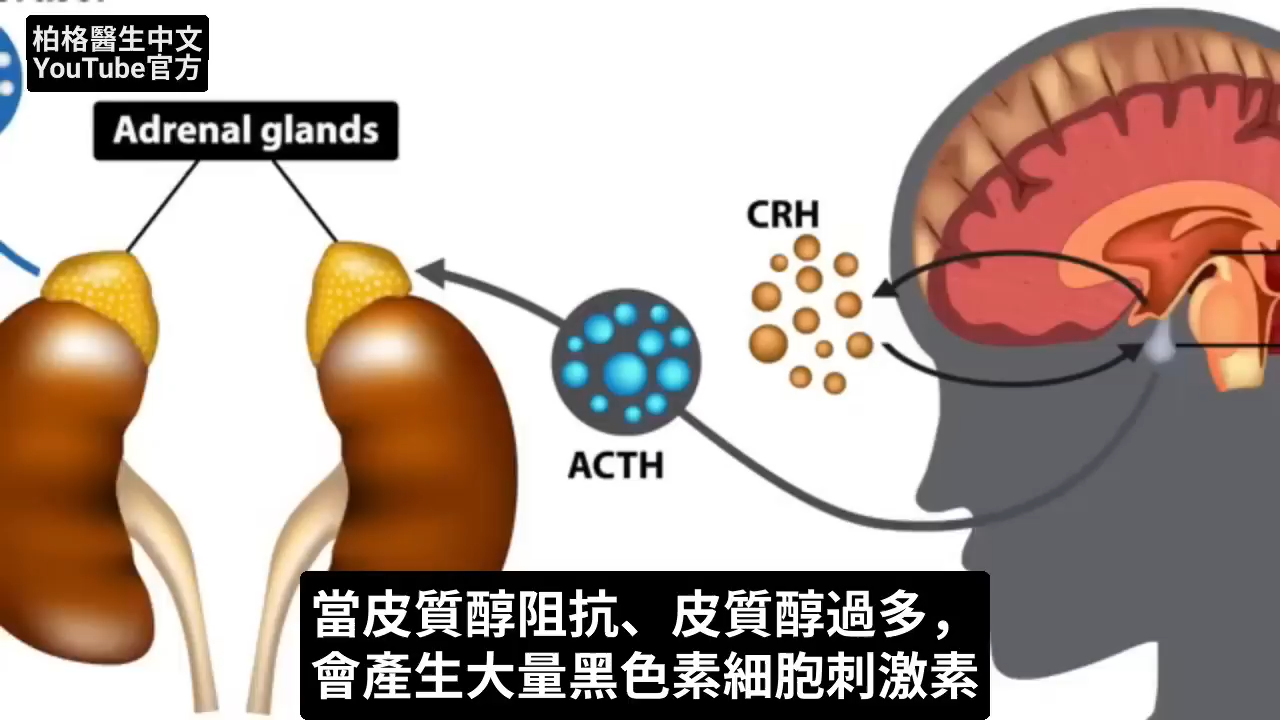 柏格醫生中文
YouTube官方
Adrenal glands
CRH
ACTH
當皮質醇阻抗、皮質醇過多，
會產生大量黑色素細胞刺激素